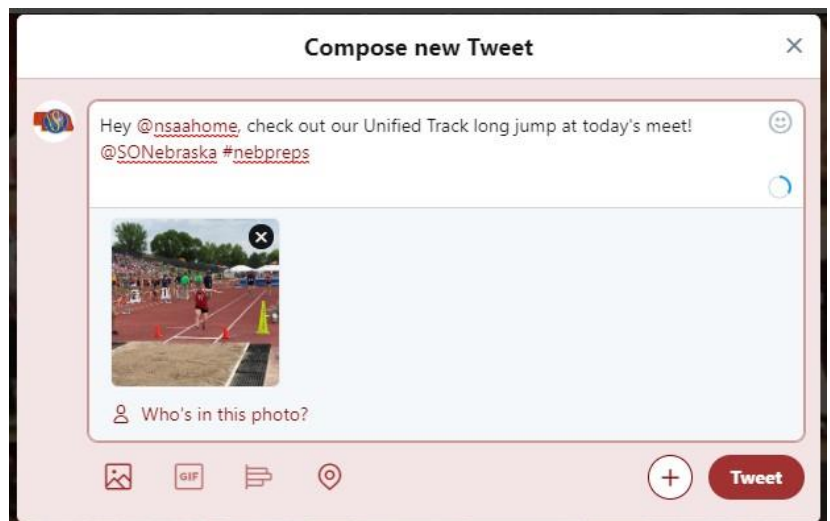 Compose new Tweet
Hey @nsaahome, check out our Unified Track long jump at today's meet!
@SONebraska #nebpreps
Who's in this photo?
GIF
Tweet